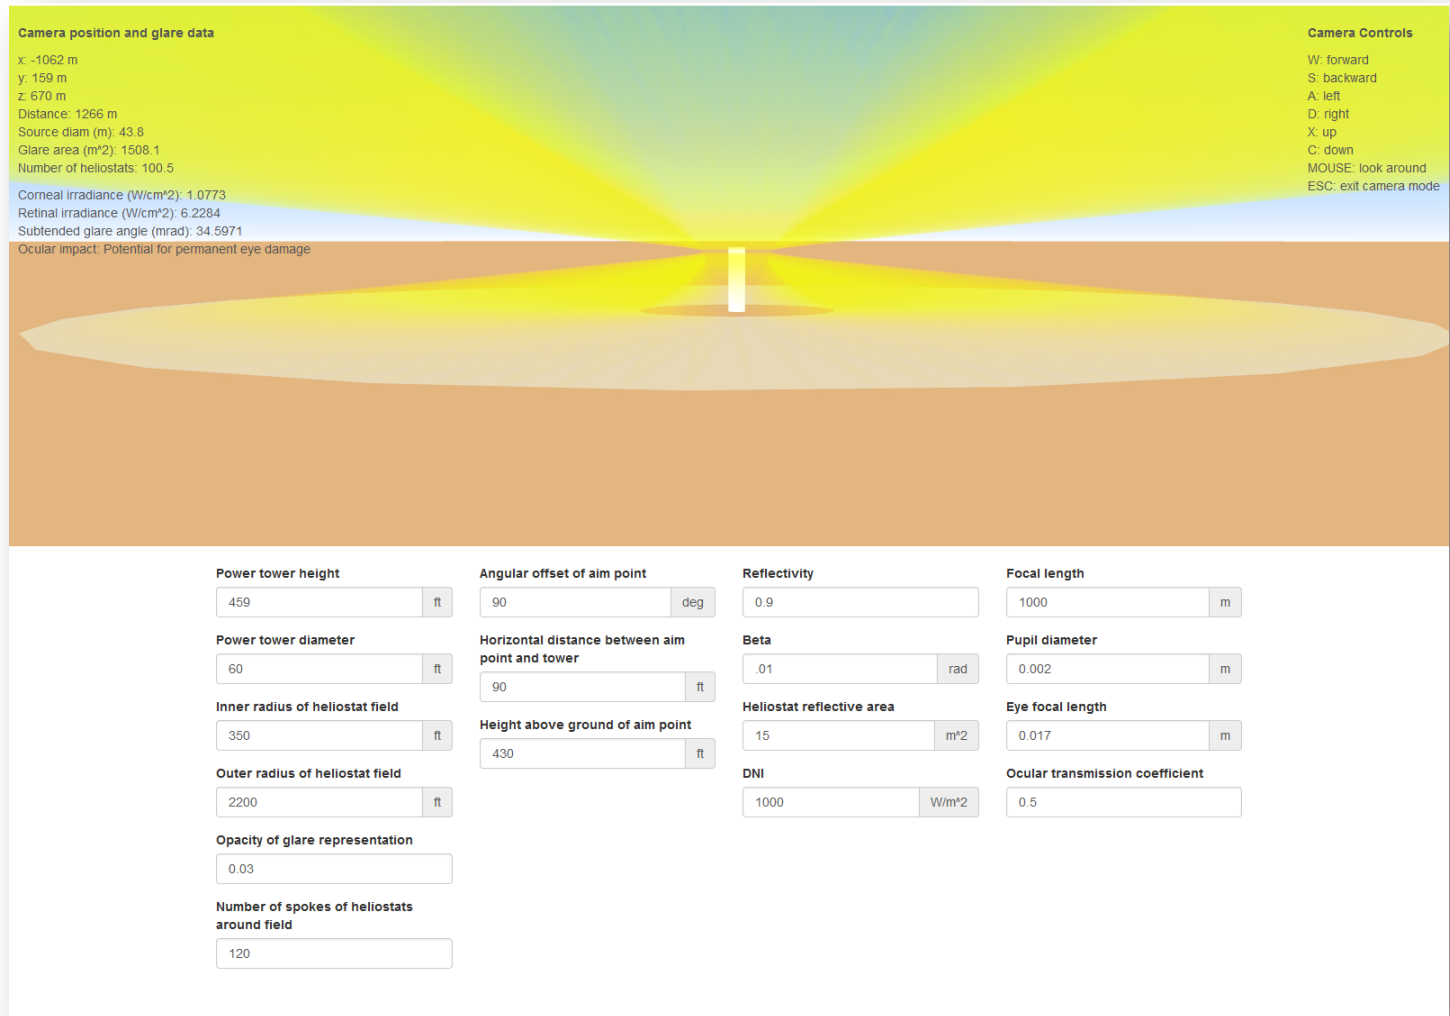 Camera position and glare data
x: -1062 m
y: 159 m
z: 670 m
Distance: 1266 m
Source diam (m): 43.8
Glare area (m^2): 1508.1
Number of heliostats: 100.5
Corneal irradiance (W/cm^2): 1.0773
Retinal irradiance (W/cm^2): 6.2284
Subtended glare angle (mrad): 34.5971
Ocular impact: Potential for permanent eye damage
Camera Controls
W: forward
S: backward
A: left
D: right
X: up
C: down
MOUSE: look around
ESC: exit camera mode
Power tower height
459 ft
Power tower diameter
60 ft
Inner radius of heliostat field
350 ft
Outer radius of heliostat field
2200 ft
Opacity of glare representation
0.03
Number of spokes of heliostats
around field
120
Angular offset of aim point
90 deg
Horizontal distance between aim
point and tower
90 ft
Height above ground of aim point
430 ft
Reflectivity
0.9
Beta
.01 rad
Heliostat reflective area
15 m^2
DNI
1000 W/m^2
Focal length
1000 m
Pupil diameter
0.002 m
Eye focal length
0.017 m
Ocular transmission coefficient
0.5